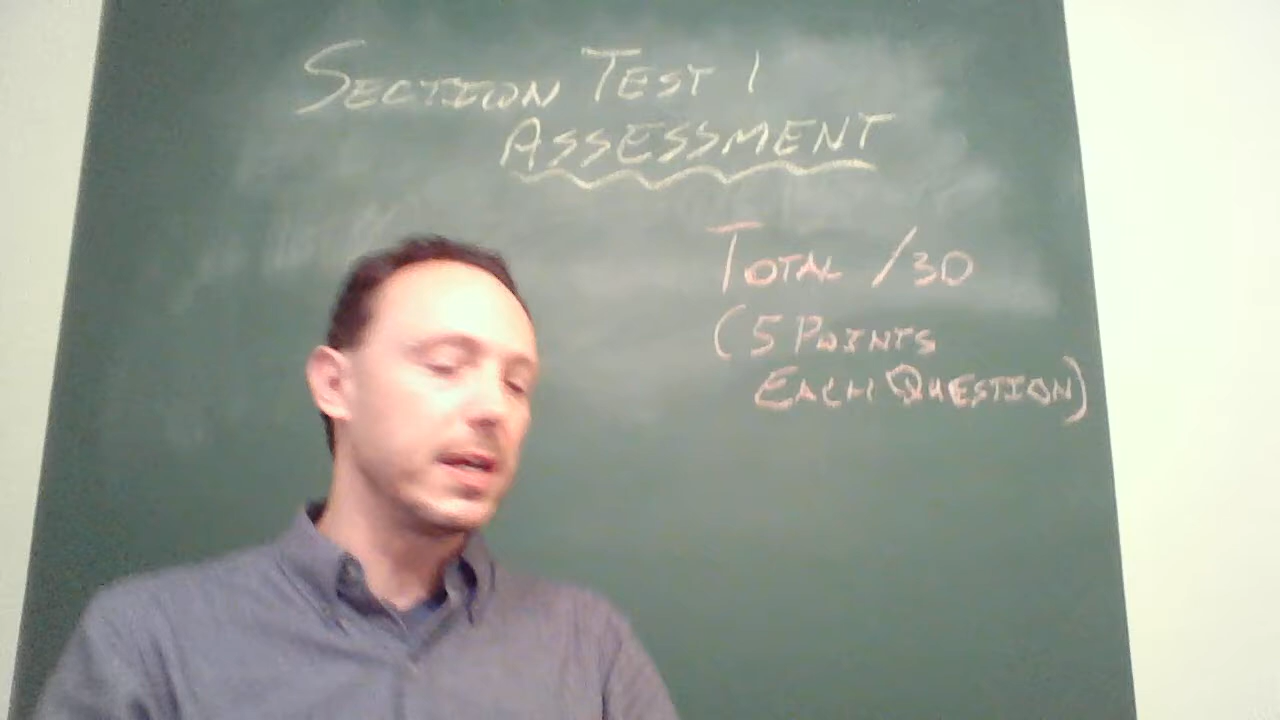 SECTION TEST 1
ASSESSMENT
TOTAL /30
(5 POINTS
EACH QUESTION)